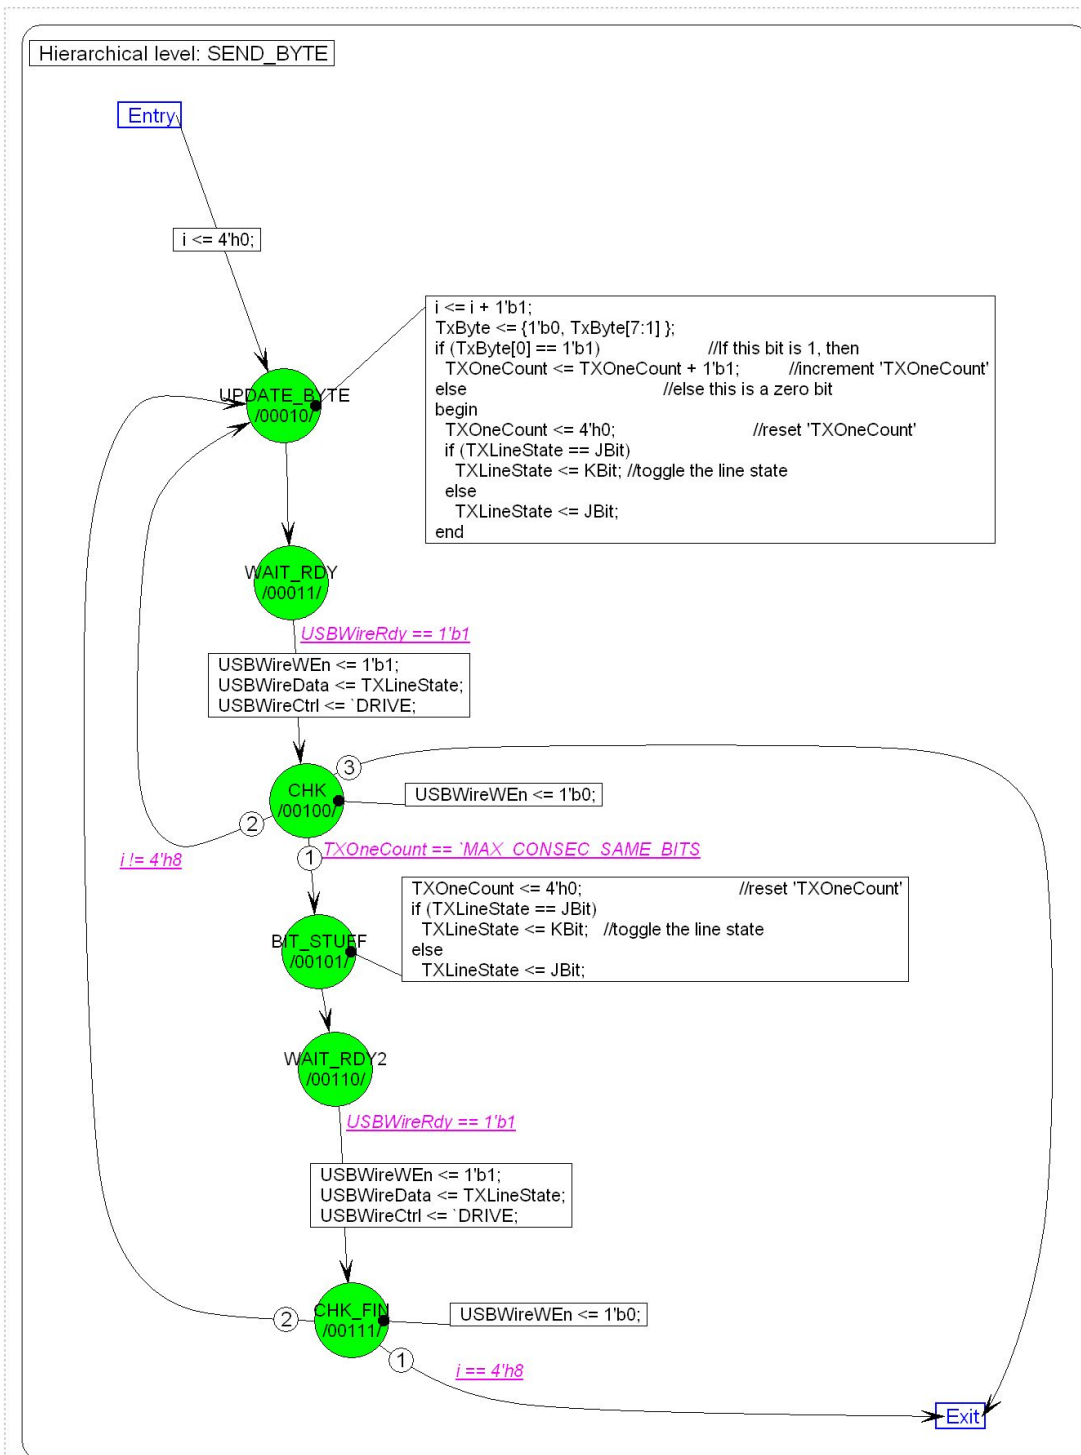 Hierarchical level: SEND_BYTE
Entry
i <= 4'h0;
i <= i + 1'b1;
TxByte <= {1'b0, TxByte[7:1] };
if (TxByte[0] == 1'b1) //If this bit is 1, then
TXOneCount <= TXOneCount + 1'b1; //increment 'TXOneCount'
else //else this is a zero bit
begin
TXOneCount <= 4'h0; //reset 'TXOneCount'
if (TXLineState == JBit)
TXLineState <= KBit; //toggle the line state
else
TXLineState <= JBit;
end
UPDATE_BYTE
/00010/
WAIT_RDY
/00011/
USBWireRdy == 1'b1
USBWireWEn <= 1'b1;
USBWireData <= TXLineState;
USBWireCtrl <= `DRIVE;
3
CHK
/00100/
USBWireWEn <= 1'b0;
2
i != 4'h8
1
TXOneCount == `MAX_CONSEC_SAME_BITS
TXOneCount <= 4'h0; //reset 'TXOneCount'
if (TXLineState == JBit)
TXLineState <= KBit; //toggle the line state
else
TXLineState <= JBit;
BIT_STUFF
/00101/
WAIT_RDY2
/00110/
USBWireRdy == 1'b1
USBWireWEn <= 1'b1;
USBWireData <= TXLineState;
USBWireCtrl <= `DRIVE;
CHK_FIN
/00111/
USBWireWEn <= 1'b0;
2
1
i == 4'h8
Exit